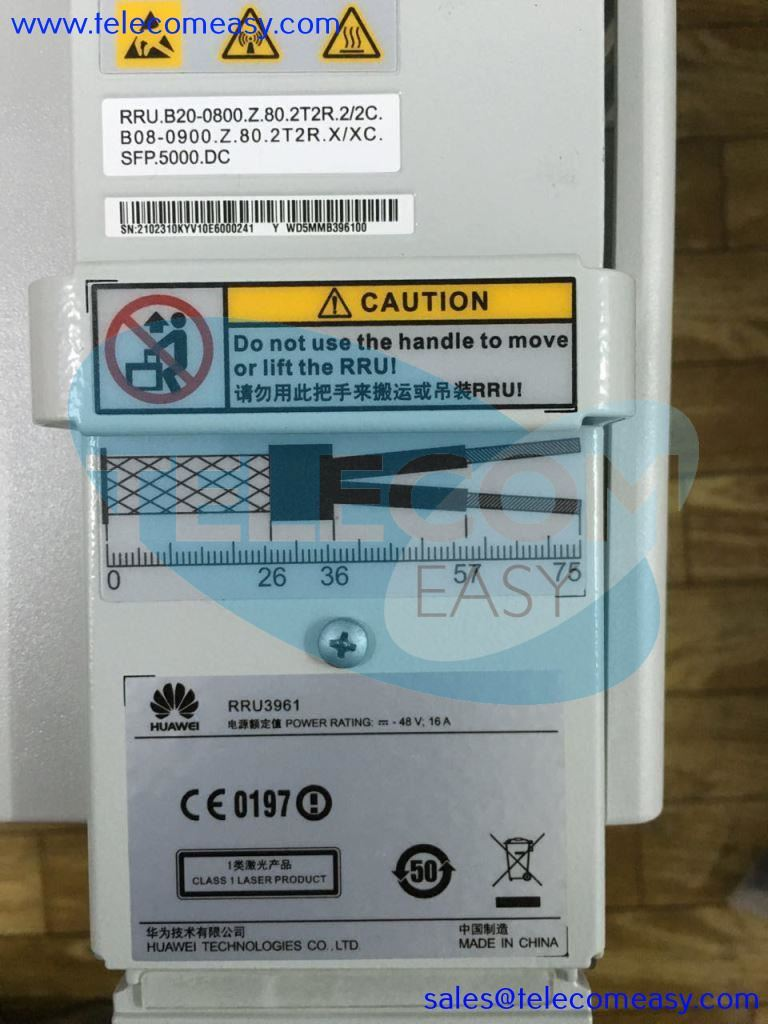 www.telecomeasy.com
RRU.B20-0800.Z.80.2T2R.2/2C.
B08-0900.Z.80.2T2R.X/XC.
SFP.5000.DC
SN:2102310KYV10E6000241 Y WD5MMB396100
CAUTION
Do not use the handle to move
or lift the RRU!
请勿用此把手来搬运或吊装RRU!
TELECOM
EASY
0 26 36 57 75
HUAWEI
RRU3961
电源额定值 POWER RATING: ⎓ - 48 V; 16 A
CE 0197
1类激光产品
CLASS 1 LASER PRODUCT
50
华为技术有限公司
HUAWEI TECHNOLOGIES CO., LTD.
中国制造
MADE IN CHINA
sales@telecomeasy.com